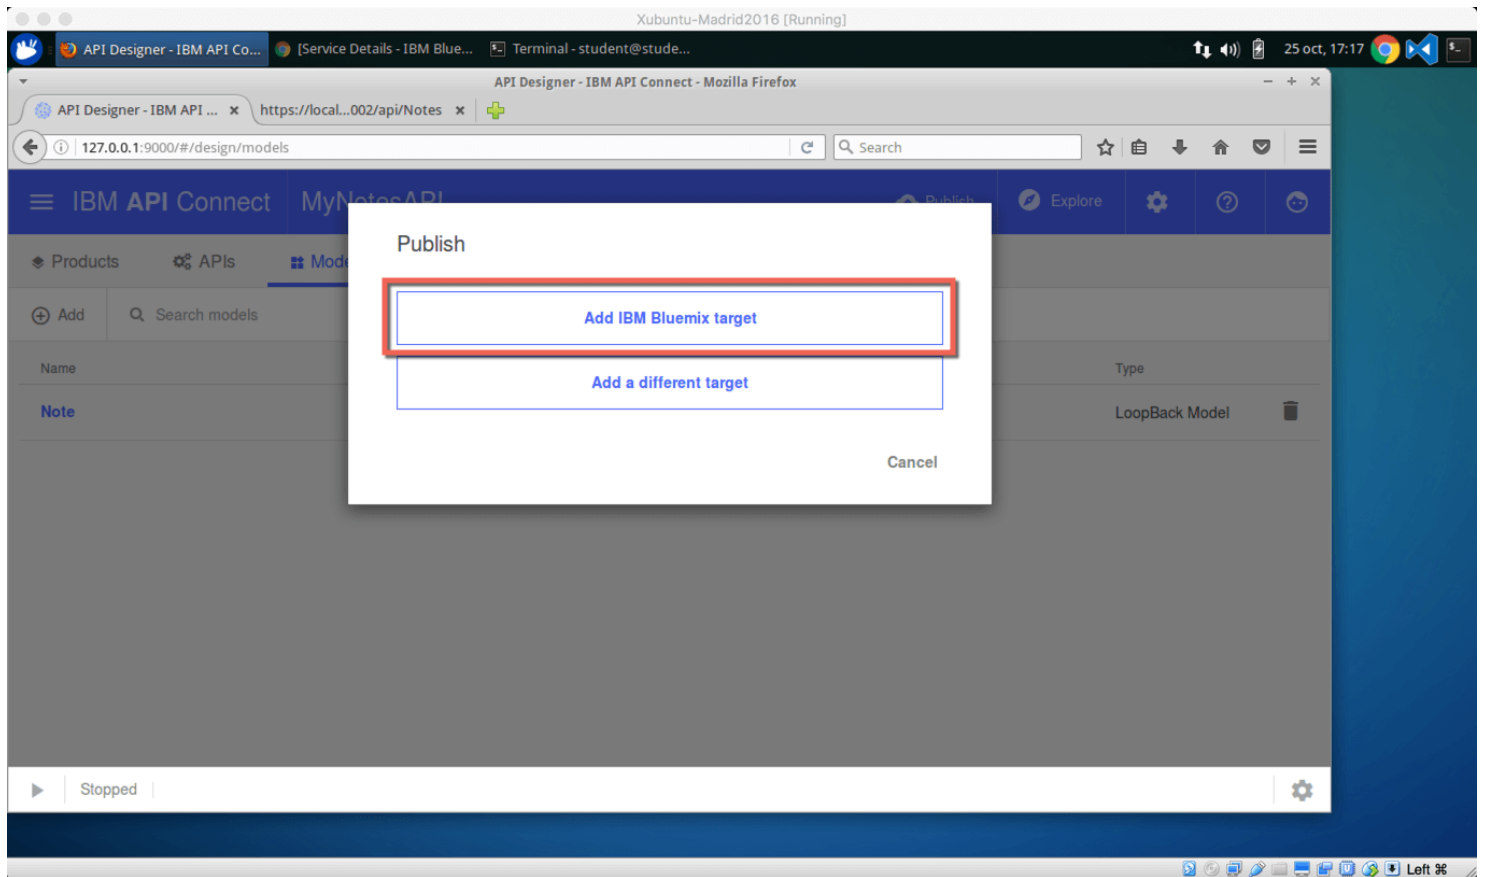 Xubuntu-Madrid2016 [Running]
API Designer - IBM API Co... [Service Details - IBM Blue... Terminal - student@stude... 25 oct, 17:17
API Designer - IBM API Connect - Mozilla Firefox
API Designer - IBM API ... https://local...002/api/Notes
127.0.0.1:9000/#/design/models Search
IBM API Connect MyNotesAPI Publish Explore
Publish
Products APIs Mode
Add IBM Bluemix target
Add Search models
Name Type
Add a different target
Note LoopBack Model
Cancel
Stopped
Left ⌘